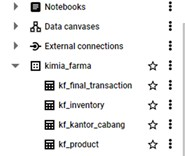 Notebooks
Data canvases
External connections
kimia_farma
kf_final_transaction
kf_inventory
kf_kantor_cabang
kf_product